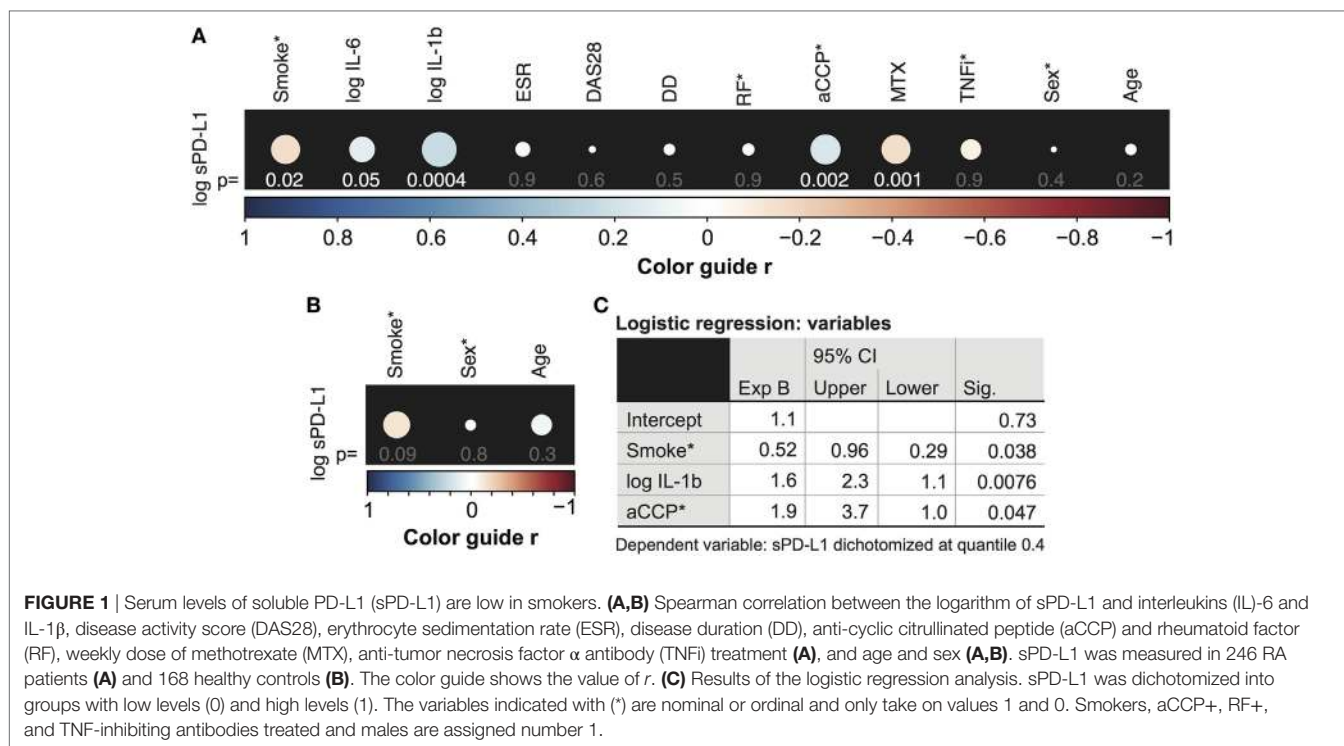 A
Smoke* log IL-6 log IL-1b ESR DAS28 DD RF* aCCP* MTX TNFi* Sex* Age
log sPD-L1
p= 0.02 0.05 0.0004 0.9 0.6 0.5 0.9 0.002 0.001 0.9 0.4 0.2
1 0.8 0.6 0.4 0.2 0 −0.2 −0.4 −0.6 −0.8 −1
Color guide r
B
Smoke* Sex* Age
log sPD-L1
p= 0.09 0.8 0.3
1 0 -1
Color guide r
C
Logistic regression: variables
95% CI
Exp B Upper Lower Sig.
Intercept 1.1 0.73
Smoke* 0.52 0.96 0.29 0.038
log IL-1b 1.6 2.3 1.1 0.0076
aCCP* 1.9 3.7 1.0 0.047
Dependent variable: sPD-L1 dichotomized at quantile 0.4
FIGURE 1 | Serum levels of soluble PD-L1 (sPD-L1) are low in smokers. (A,B) Spearman correlation between the logarithm of sPD-L1 and interleukins (IL)-6 and
IL-1β, disease activity score (DAS28), erythrocyte sedimentation rate (ESR), disease duration (DD), anti-cyclic citrullinated peptide (aCCP) and rheumatoid factor
(RF), weekly dose of methotrexate (MTX), anti-tumor necrosis factor α antibody (TNFi) treatment (A), and age and sex (A,B). sPD-L1 was measured in 246 RA
patients (A) and 168 healthy controls (B). The color guide shows the value of r. (C) Results of the logistic regression analysis. sPD-L1 was dichotomized into
groups with low levels (0) and high levels (1). The variables indicated with (*) are nominal or ordinal and only take on values 1 and 0. Smokers, aCCP+, RF+,
and TNF-inhibiting antibodies treated and males are assigned number 1.